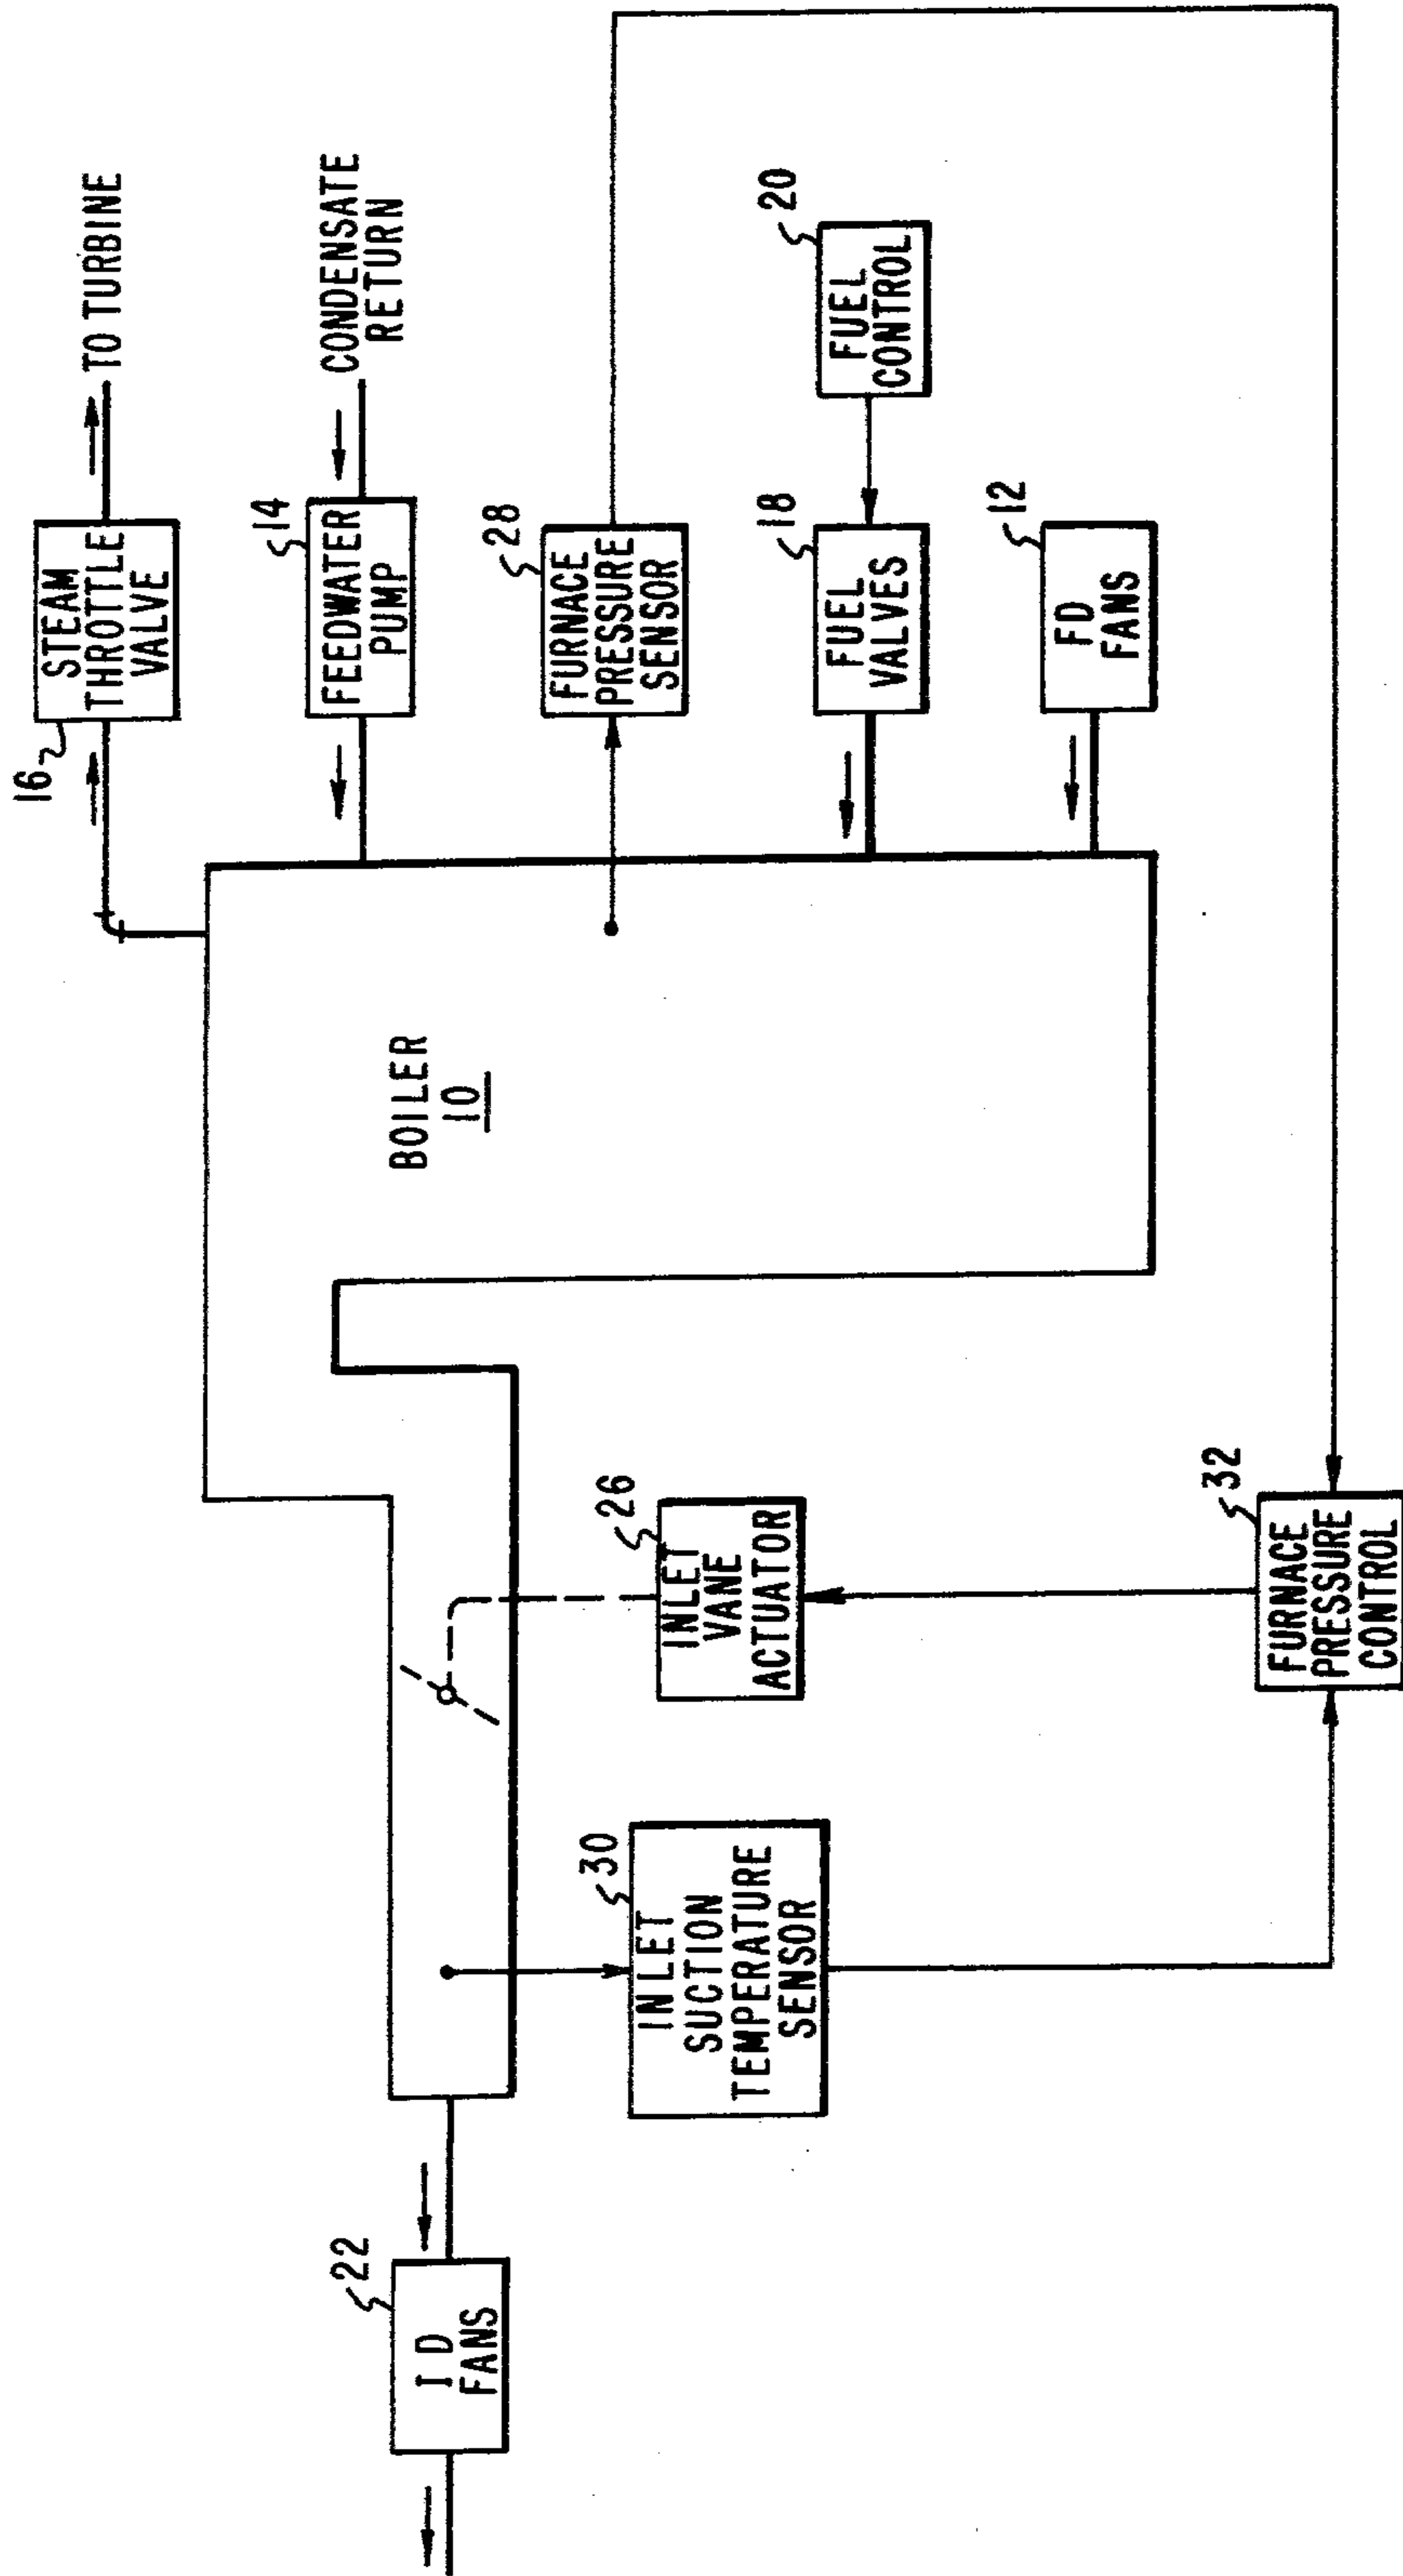 16
STEAM
THROTTLE
VALVE
TO TURBINE
14
FEEDWATER
PUMP
CONDENSATE
RETURN
28
FURNACE
PRESSURE
SENSOR
18
FUEL
VALVES
20
FUEL
CONTROL
12
FD
FANS
BOILER
10
22
ID
FANS
30
INLET
SUCTION
TEMPERATURE
SENSOR
26
INLET
VANE
ACTUATOR
32
FURNACE
PRESSURE
CONTROL